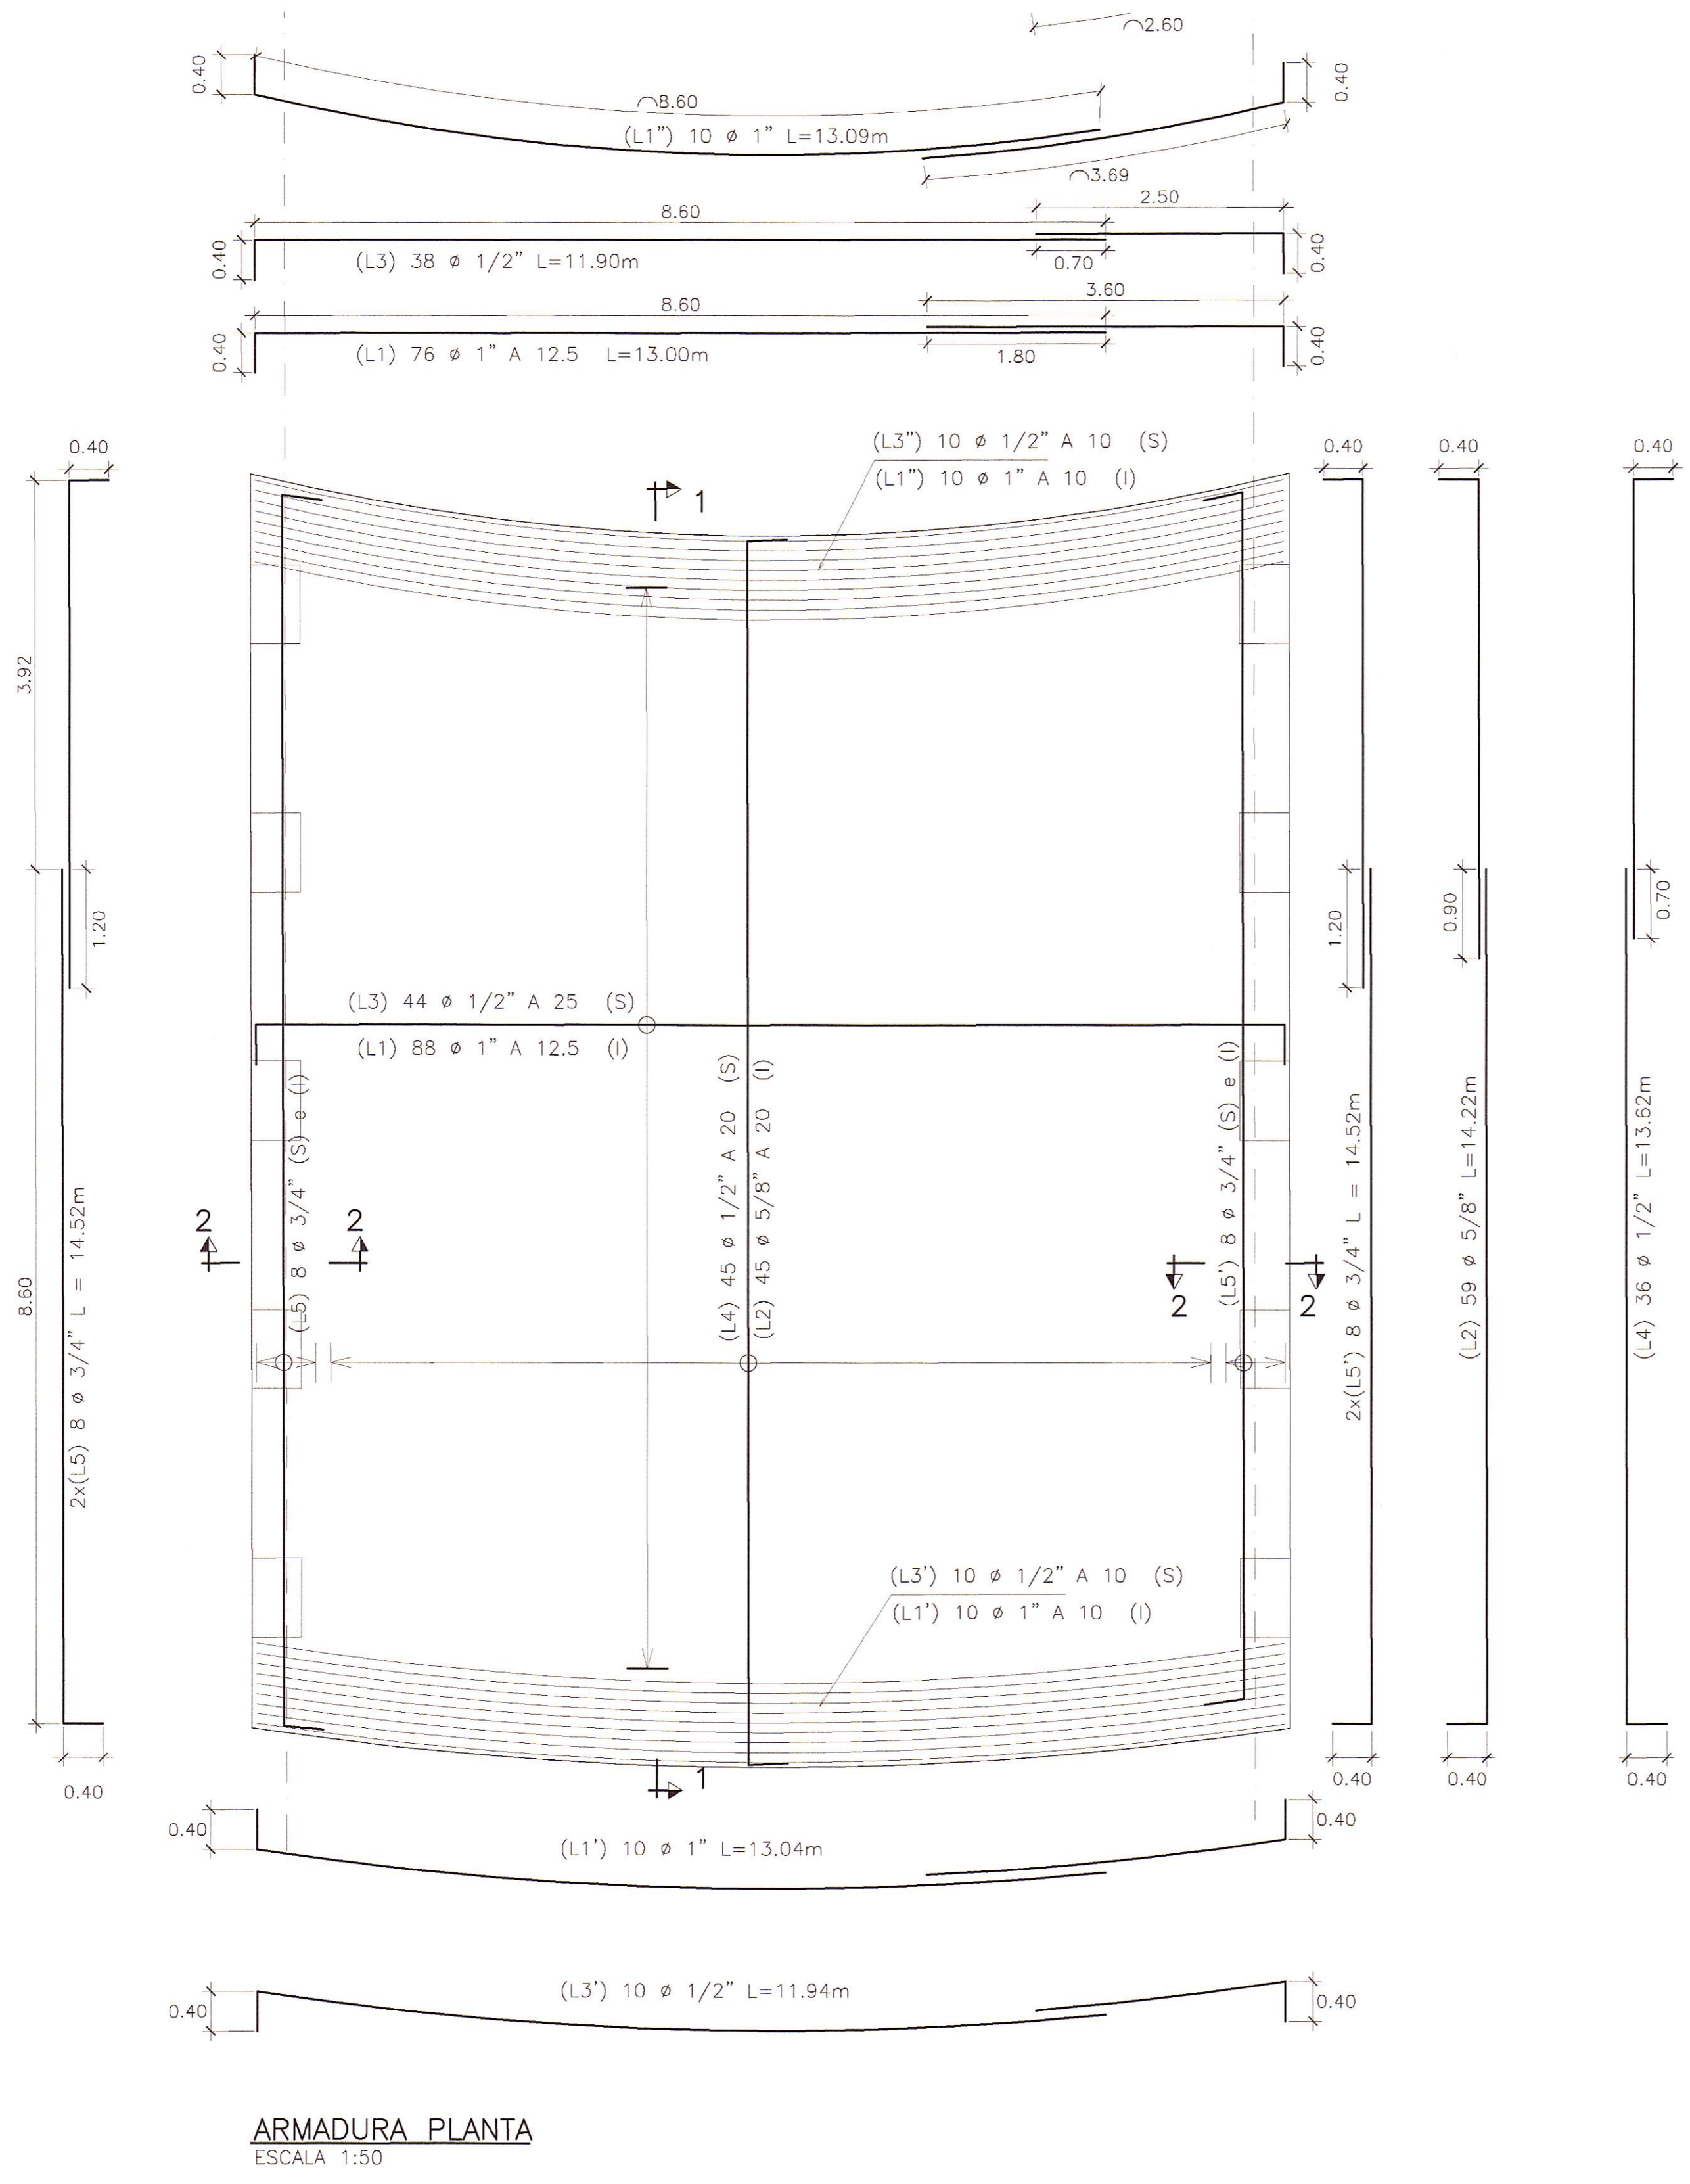 ⌒2.60
0.40
0.40
⌒8.60
(L1") 10 ø 1" L=13.09m
⌒3.69
2.50
8.60
0.40
0.40
(L3) 38 ø 1/2" L=11.90m
0.70
3.60
8.60
0.40
0.40
(L1) 76 ø 1" A 12.5 L=13.00m
1.80
(L3") 10 ø 1/2" A 10 (S)
(L1") 10 ø 1" A 10 (I)
0.40
0.40
0.40
0.40
1
3.92
1.20
1.20
0.90
0.70
(L3) 44 ø 1/2" A 25 (S)
(L1) 88 ø 1" A 12.5 (I)
(L5) 8 ø 3/4" (S) e (I)
(L4) 45 ø 1/2" A 20 (S)
(L2) 45 ø 5/8" A 20 (I)
(L5') 8 ø 3/4" (S) e (I)
8.60
2x(L5) 8 ø 3/4" L = 14.52m
2x(L5') 8 ø 3/4" L = 14.52m
(L2) 59 ø 5/8" L=14.22m
(L4) 36 ø 1/2" L=13.62m
2
2
2
2
(L3') 10 ø 1/2" A 10 (S)
(L1') 10 ø 1" A 10 (I)
1
0.40
0.40
0.40
0.40
0.40
0.40
(L1') 10 ø 1" L=13.04m
0.40
0.40
(L3') 10 ø 1/2" L=11.94m
ARMADURA PLANTA
ESCALA 1:50